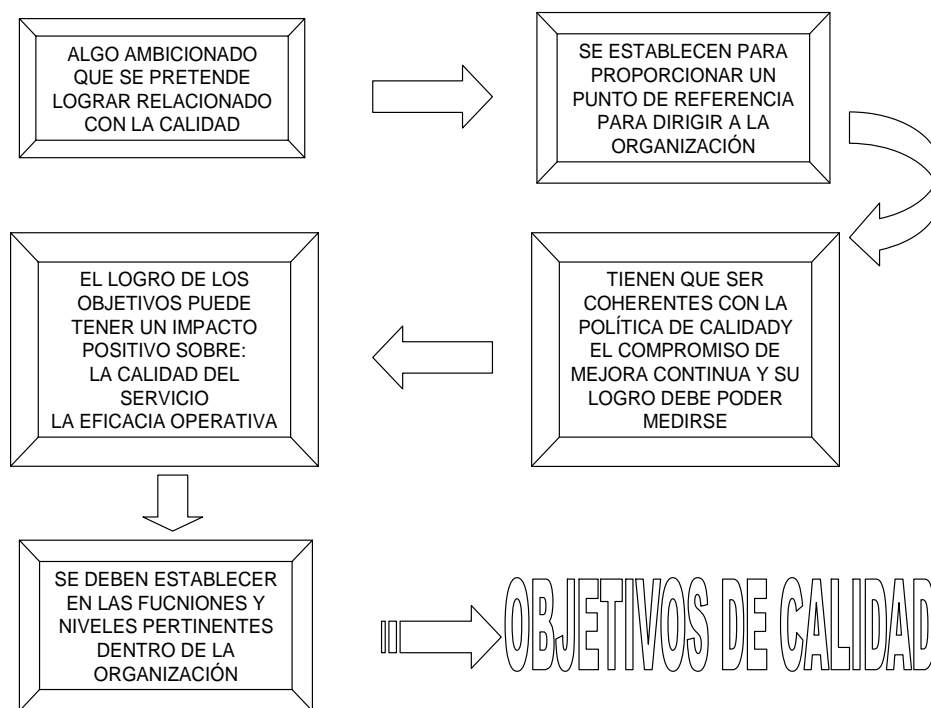 ALGO AMBICIONADO
QUE SE PRETENDE
LOGRAR RELACIONADO
CON LA CALIDAD
SE ESTABLECEN PARA
PROPORCIONAR UN
PUNTO DE REFERENCIA
PARA DIRIGIR A LA
ORGANIZACIÓN
TIENEN QUE SER
COHERENTES CON LA
POLÍTICA DE CALIDADY
EL COMPROMISO DE
MEJORA CONTINUA Y SU
LOGRO DEBE PODER
MEDIRSE
EL LOGRO DE LOS
OBJETIVOS PUEDE
TENER UN IMPACTO
POSITIVO SOBRE:
LA CALIDAD DEL
SERVICIO
LA EFICACIA OPERATIVA
SE DEBEN ESTABLECER
EN LAS FUCNIONES Y
NIVELES PERTINENTES
DENTRO DE LA
ORGANIZACIÓN
OBJETIVOS DE CALIDAD